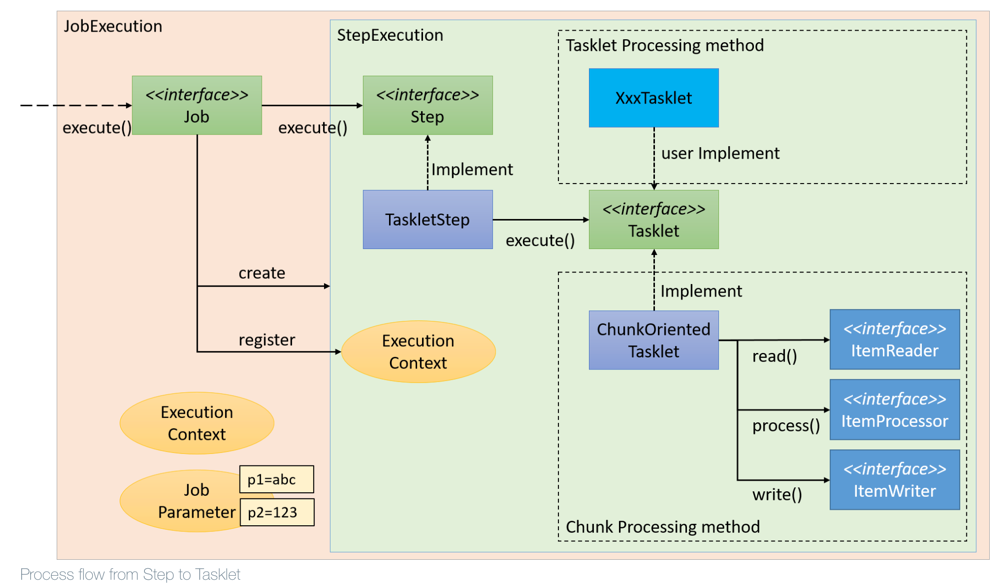 JobExecution
StepExecution
Tasklet Processing method
<<interface>>
Job
execute()
execute()
<<interface>>
Step
XxxTasklet
user Implement
Implement
TaskletStep
execute()
<<interface>>
Tasklet
create
register
Execution
Context
Implement
ChunkOriented
Tasklet
read()
<<interface>>
ItemReader
process()
<<interface>>
ItemProcessor
write()
<<interface>>
ItemWriter
Chunk Processing method
Execution
Context
Job
Parameter
p1=abc
p2=123
Process flow from Step to Tasklet